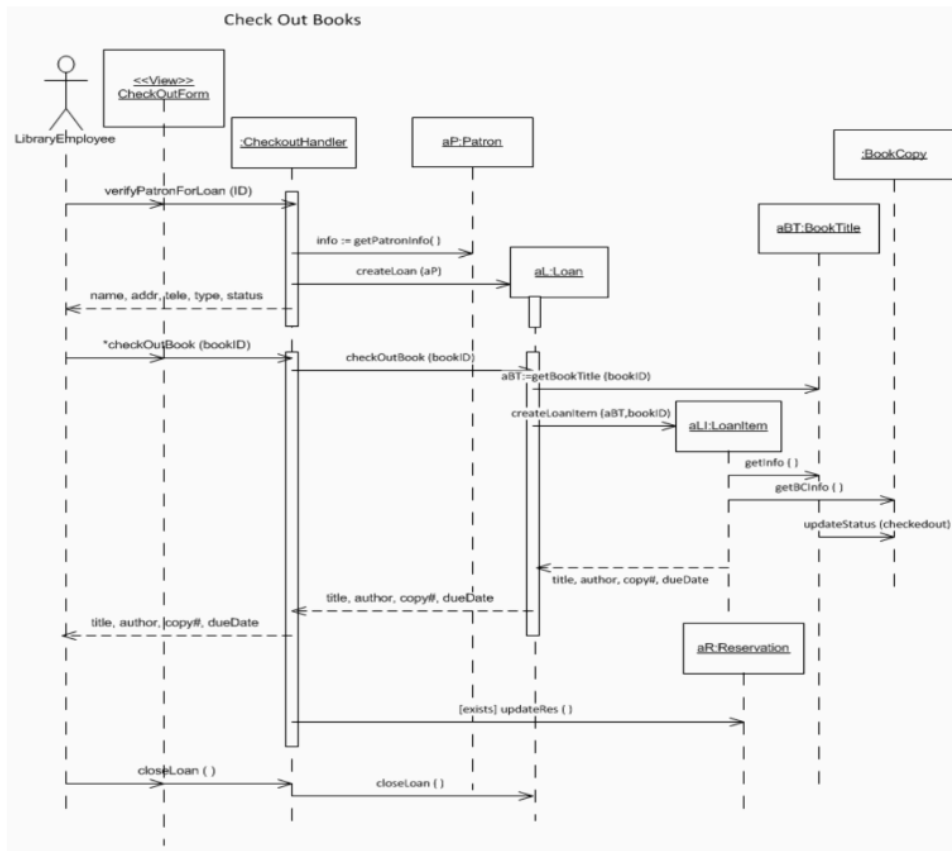 Check Out Books
<<View>>
CheckOutForm
LibraryEmployee
:CheckoutHandler
aP:Patron
:BookCopy
verifyPatronForLoan (ID)
aBT:BookTitle
info := getPatronInfo( )
createLoan (aP)
aL:Loan
name, addr, tele, type, status
*checkOutBook (bookID)
checkOutBook (bookID)
aBT:=getBookTitle (bookID)
createLoanItem (aBT,bookID)
aLI:LoanItem
getInfo ( )
getBCInfo ( )
updateStatus (checkedout)
title, author, copy#, dueDate
title, author, copy#, dueDate
title, author, copy#, dueDate
aR:Reservation
[exists] updateRes ( )
closeLoan ( )
closeLoan ( )